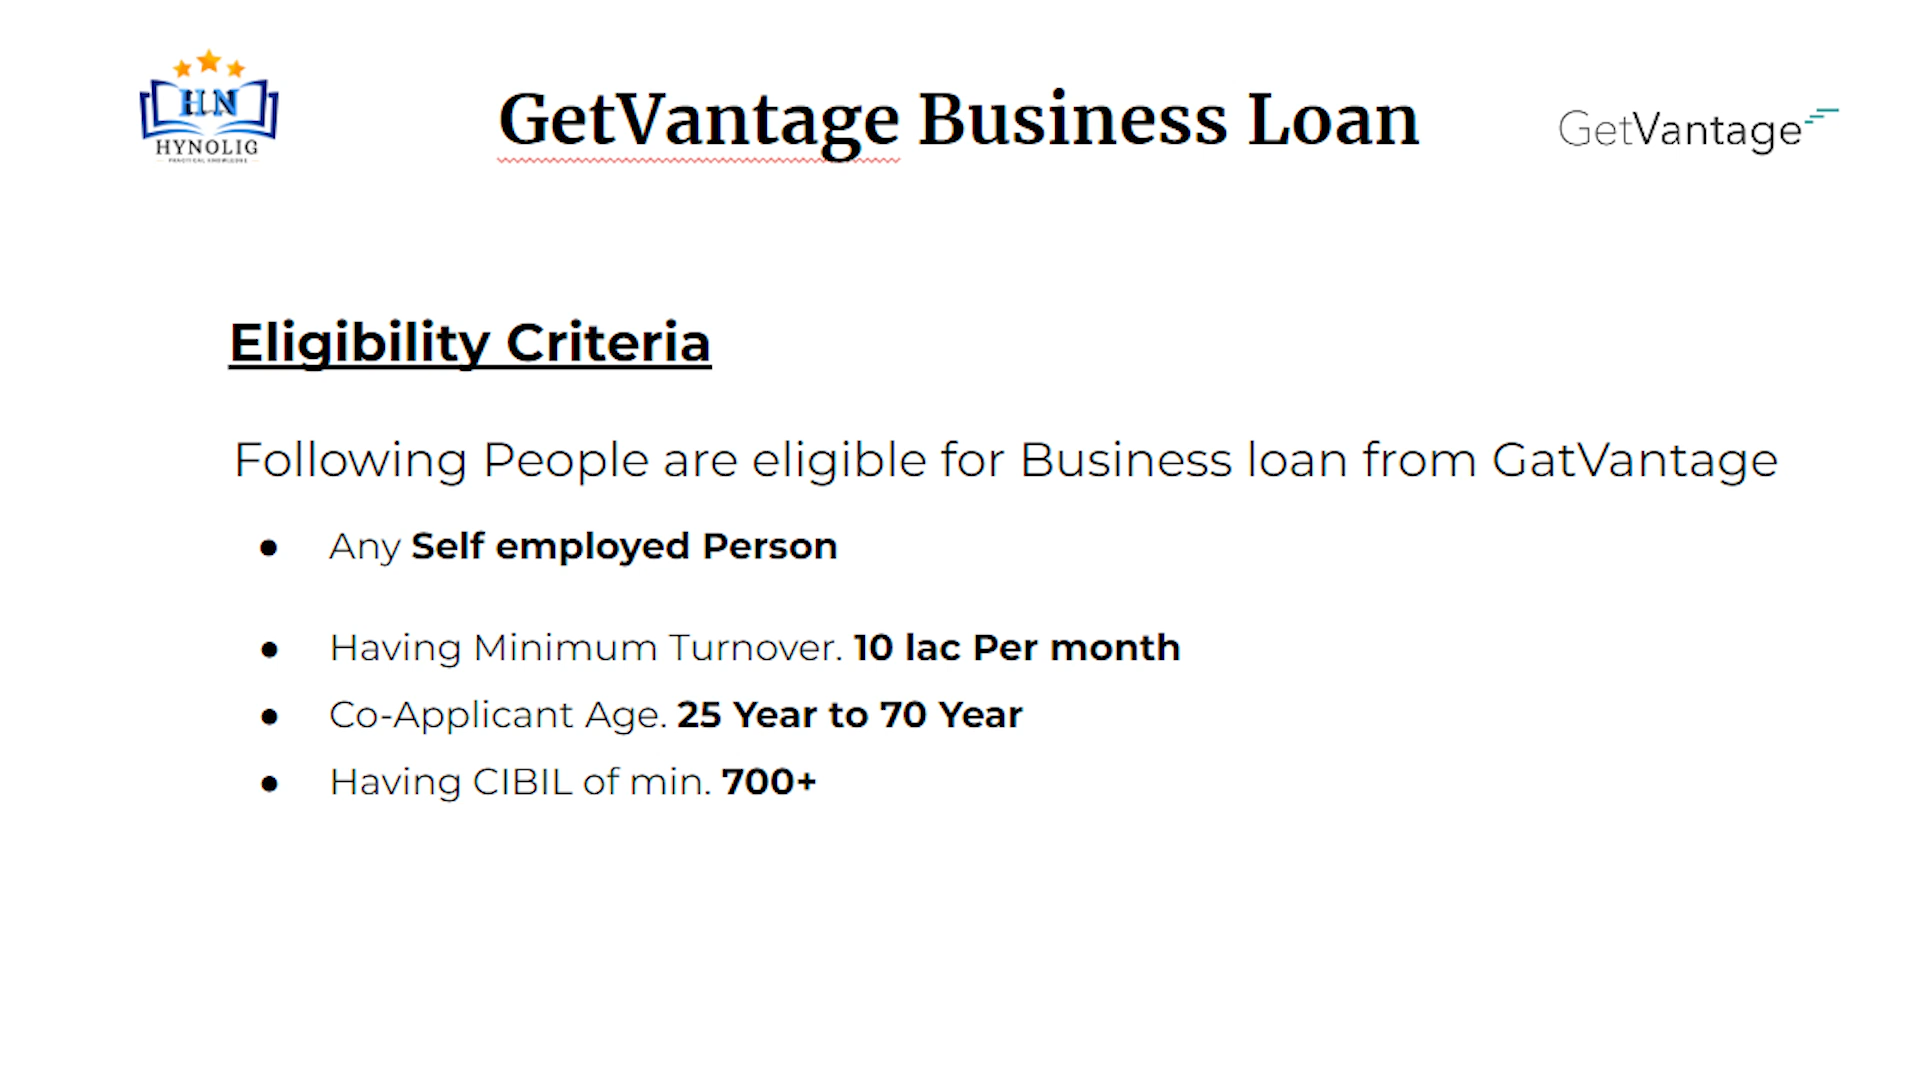 HN
HYNOLIG
PRACTICAL KNOWLEDGE
GetVantage Business Loan
GetVantage
Eligibility Criteria
Following People are eligible for Business loan from GatVantage
● Any Self employed Person
● Having Minimum Turnover. 10 lac Per month
● Co-Applicant Age. 25 Year to 70 Year
● Having CIBIL of min. 700+